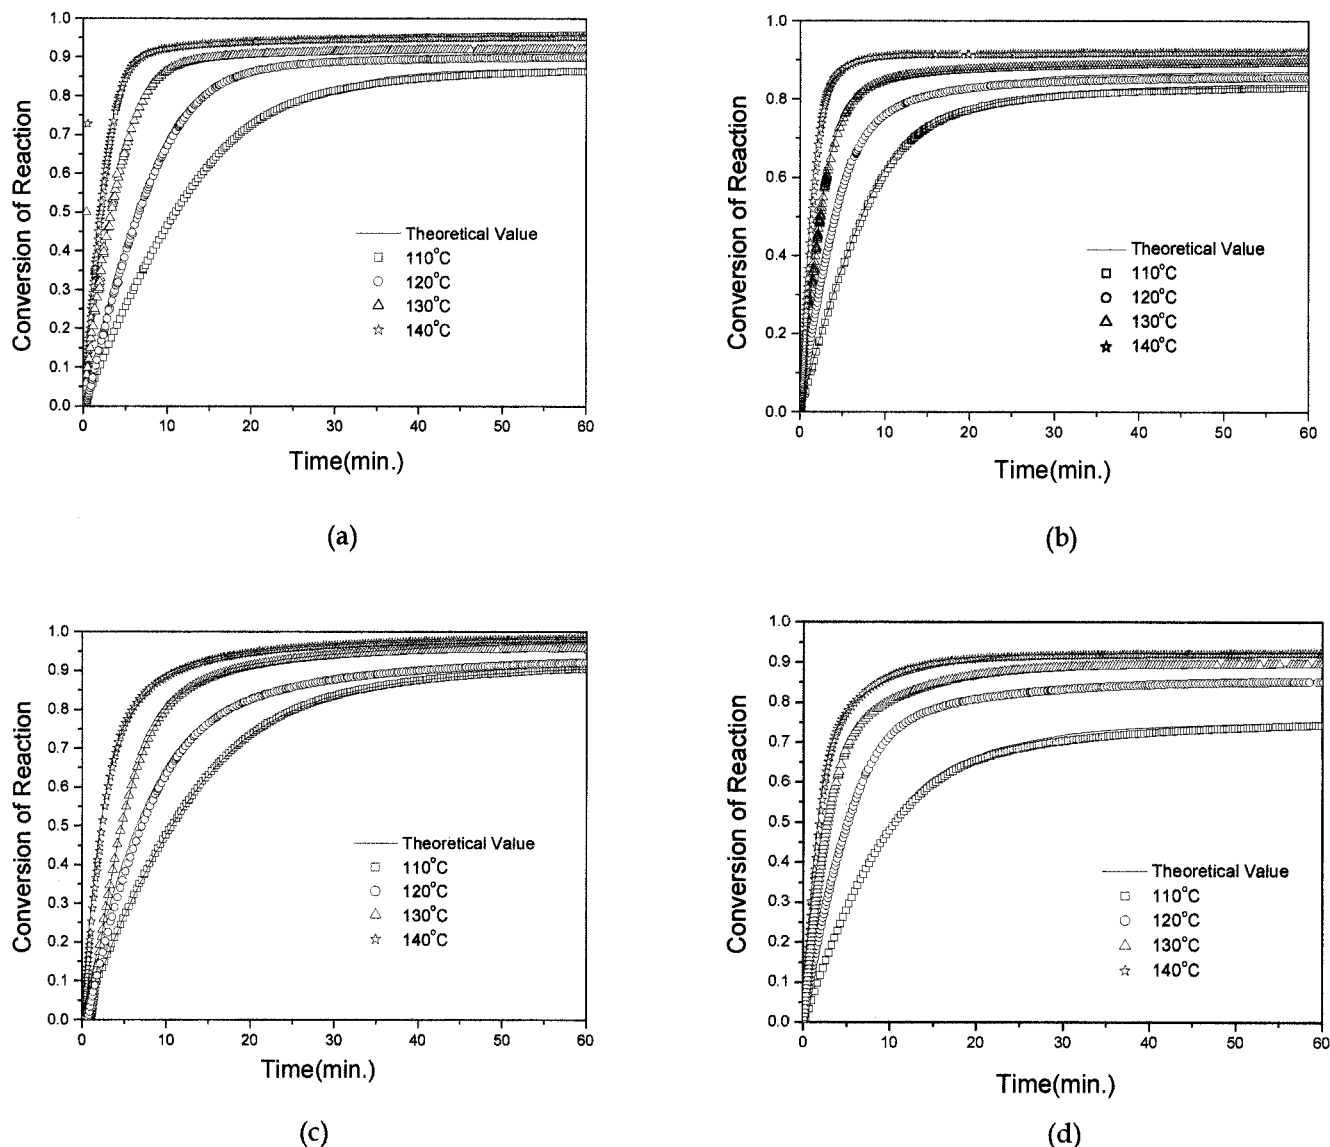 1.0
0.9
0.8
0.7
0.6
0.5
0.4
0.3
0.2
0.1
0.0
Conversion of Reaction
Theoretical Value
110°C
120°C
130°C
140°C
0
10
20
30
40
50
60
Time(min.)
(a)
1.0
0.8
0.6
0.4
0.2
0.0
Conversion of Reaction
Theoretical Value
110°C
120°C
130°C
140°C
0
10
20
30
40
50
60
Time(min.)
(b)
1.0
0.9
0.8
0.7
0.6
0.5
0.4
0.3
0.2
0.1
0.0
Conversion of Reaction
Theoretical Value
110°C
120°C
130°C
140°C
0
10
20
30
40
50
60
Time(min.)
(c)
1.0
0.9
0.8
0.7
0.6
0.5
0.4
0.3
0.2
0.1
0.0
Conversion of Reaction
Theoretical Value
110°C
120°C
130°C
140°C
0
10
20
30
40
50
60
Time(min.)
(d)